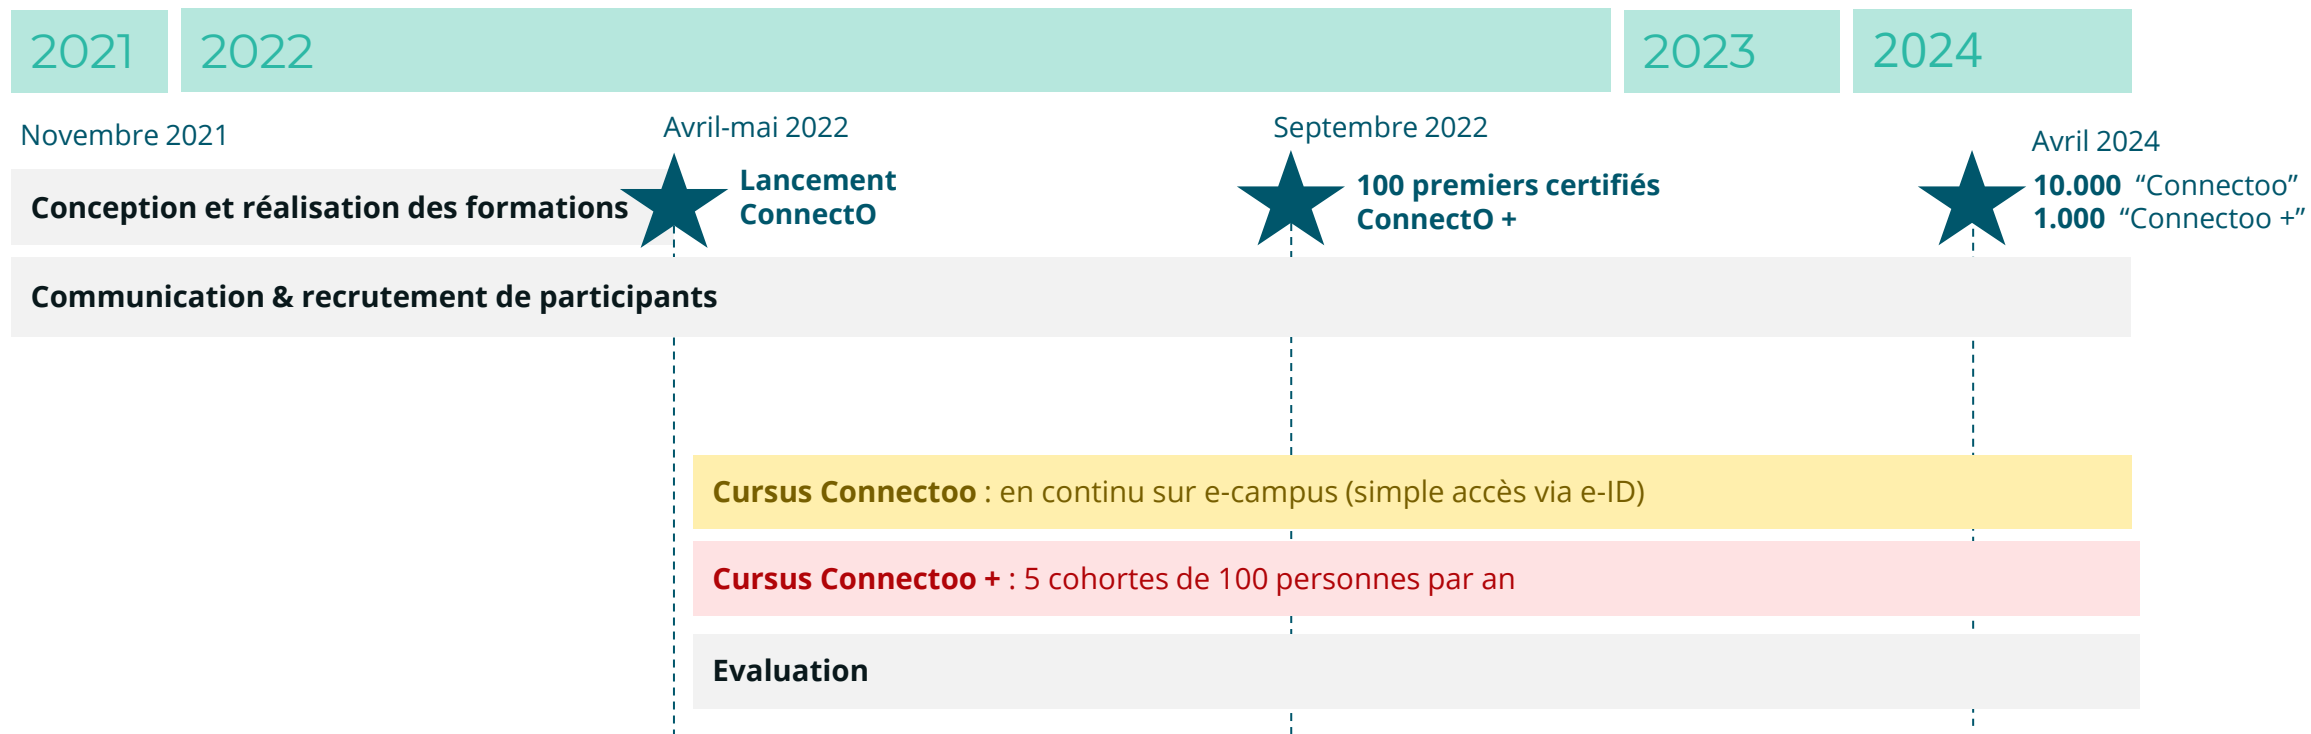 2021
2022
2023
2024
Novembre 2021
Avril-mai 2022
Septembre 2022
Avril 2024
Conception et réalisation des formations
Lancement
ConnectO
100 premiers certifiés
ConnectO +
10.000 “Connectoo”
1.000 “Connectoo +”
Communication & recrutement de participants
Cursus Connectoo : en continu sur e-campus (simple accès via e-ID)
Cursus Connectoo + : 5 cohortes de 100 personnes par an
Evaluation